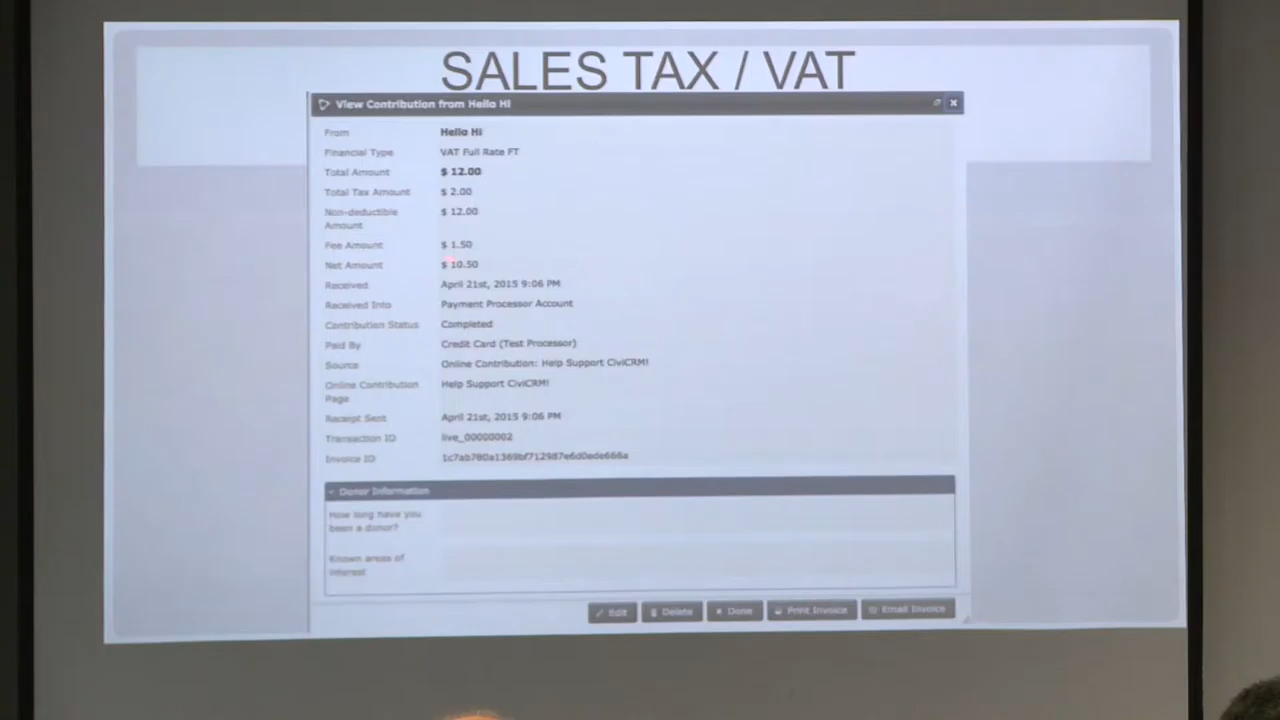 SALES TAX / VAT
View Contribution from Hello Hi
From Hello Hi
Financial Type VAT Full Rate FT
Total Amount $ 12.00
Total Tax Amount $ 2.00
Non-deductible
Amount $ 12.00
Fee Amount $ 1.50
Net Amount $ 10.50
Received April 21st, 2015 9:06 PM
Received Into Payment Processor Account
Contribution Status Completed
Paid By Credit Card (Test Processor)
Source Online Contribution: Help Support CiviCRM!
Online Contribution
Page Help Support CiviCRM!
Receipt Sent April 21st, 2015 9:06 PM
Transaction ID live_00000002
Invoice ID
Donor Information
How long have you
been a donor?
Known areas of
interest
Edit Delete Done Print Invoice Email Invoice